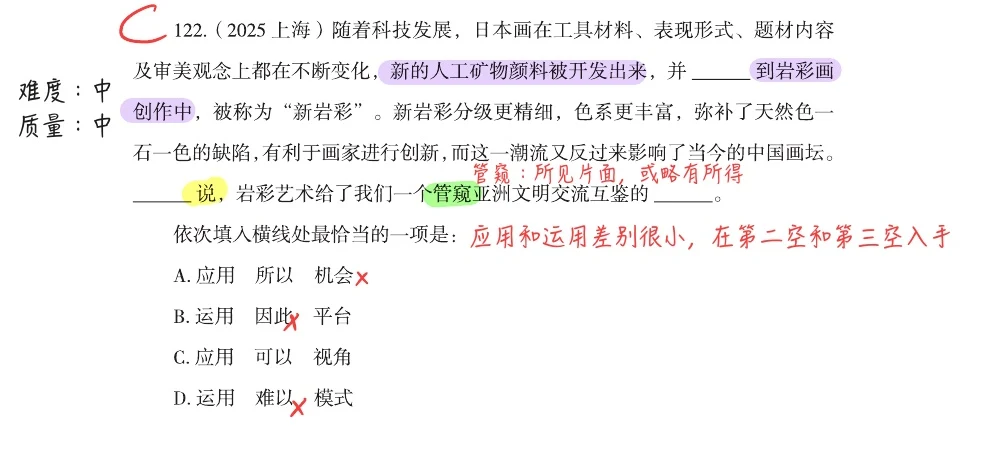 C 122.（2025 上海）随着科技发展，日本画在工具材料、表现形式、题材内容
及审美观念上都在不断变化，新的人工矿物颜料被开发出来，并 ______ 到岩彩画
难度：中
创作中，被称为“新岩彩”。新岩彩分级更精细，色系更丰富，弥补了天然色一
质量：中
石一色的缺陷，有利于画家进行创新，而这一潮流又反过来影响了当今的中国画坛。
管窥：所见片面，或略有所得
______ 说，岩彩艺术给了我们一个管窥亚洲文明交流互鉴的 ______。
依次填入横线处最恰当的一项是：应用和运用差别很小，在第二空和第三空入手
A. 应用 所以 机会 ×
B. 运用 因此 × 平台
C. 应用 可以 视角
D. 运用 难以 × 模式